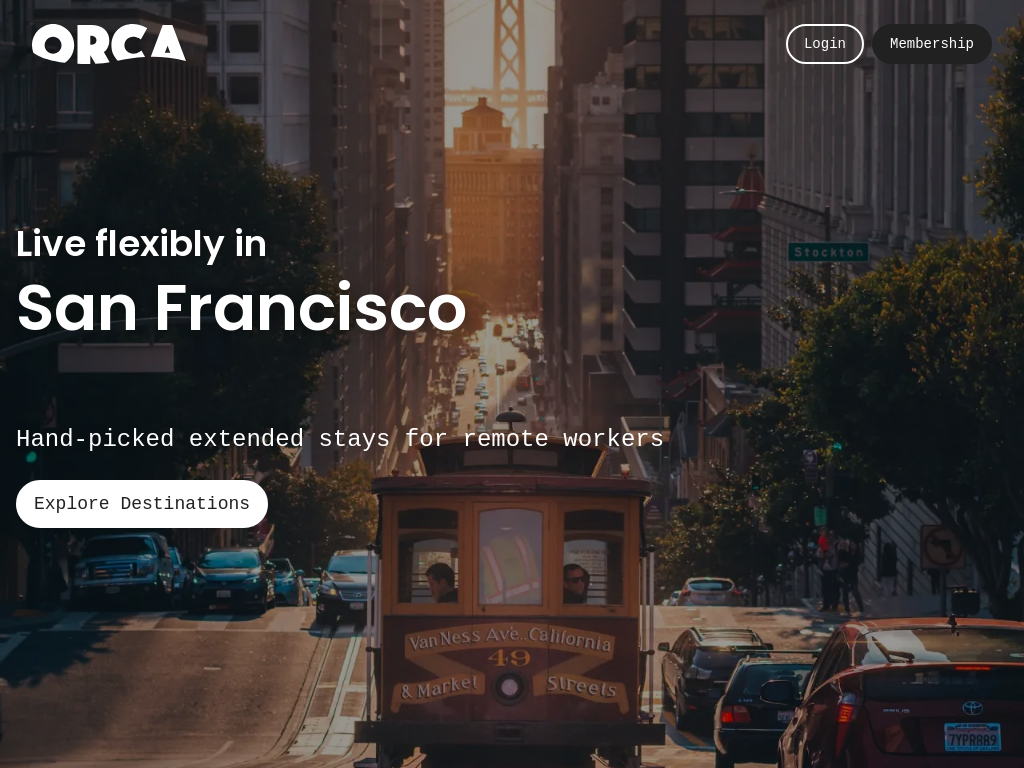 ORCA
Login
Membership
Stockton
Live flexibly in
San Francisco
Hand-picked extended stays for remote workers
Explore Destinations
Van Ness Ave..California
49
& Market Streets
7YPR889